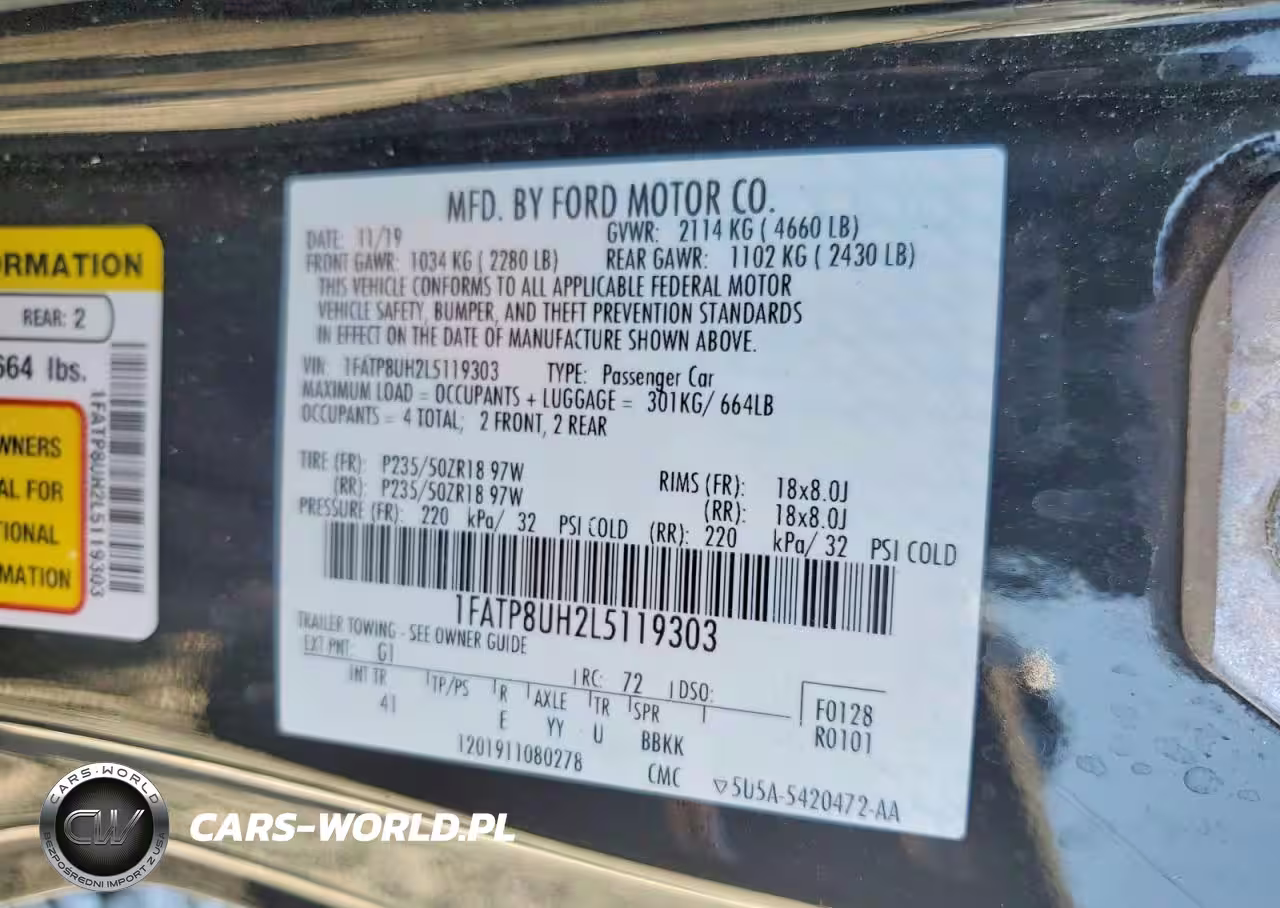 MFD. BY FORD MOTOR CO.
DATE: 11/19
GVWR: 2114 KG ( 4660 LB)
FRONT GAWR: 1034 KG ( 2280 LB)
REAR GAWR: 1102 KG ( 2430 LB)
THIS VEHICLE CONFORMS TO ALL APPLICABLE FEDERAL MOTOR
VEHICLE SAFETY, BUMPER, AND THEFT PREVENTION STANDARDS
IN EFFECT ON THE DATE OF MANUFACTURE SHOWN ABOVE.
VIN: 1FATP8UH2L5119303 TYPE: Passenger Car
MAXIMUM LOAD = OCCUPANTS + LUGGAGE = 301KG/ 664LB
OCCUPANTS = 4 TOTAL; 2 FRONT, 2 REAR
TIRE (FR): P235/50ZR18 97W RIMS (FR): 18x8.0J
(RR): P235/50ZR18 97W (RR): 18x8.0J
PRESSURE (FR): 220 kPa/ 32 PSI COLD (RR): 220 kPa/ 32 PSI COLD
1FATP8UH2L5119303
TRAILER TOWING - SEE OWNER GUIDE
EXT PNT: G1 RC: 72 DSO:
INT TR TP/PS R AXLE TR SPR
41 E YY U BBKK
F0128
R0101
1201911080278 CMC ▽5U5A-5420472-AA
ORMATION
REAR: 2
664 lbs.
WNERS
AL FOR
TIONAL
MATION
1FATP8UH2L5119303
CARS-WORLD
CW
BEZPOŚREDNI IMPORT Z USA
CARS-WORLD.PL